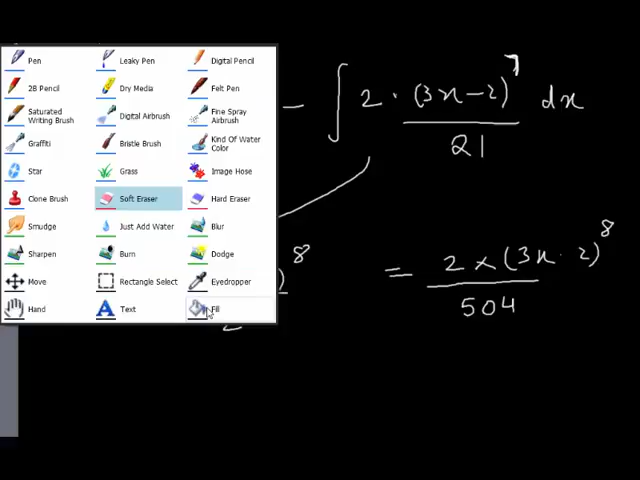 Pen Leaky Pen Digital Pencil
2B Pencil Dry Media Felt Pen
Saturated Writing Brush Digital Airbrush Fine Spray Airbrush
Graffiti Bristle Brush Kind Of Water Color
Star Grass Image Hose
Clone Brush Soft Eraser Hard Eraser
Smudge Just Add Water Blur
Sharpen Burn Dodge
Move Rectangle Select Eyedropper
Hand Text Fill
− ∫ 2 · (3x−2)^7 / 21 dx
)^8
= 2 × (3x · 2)^8 / 504